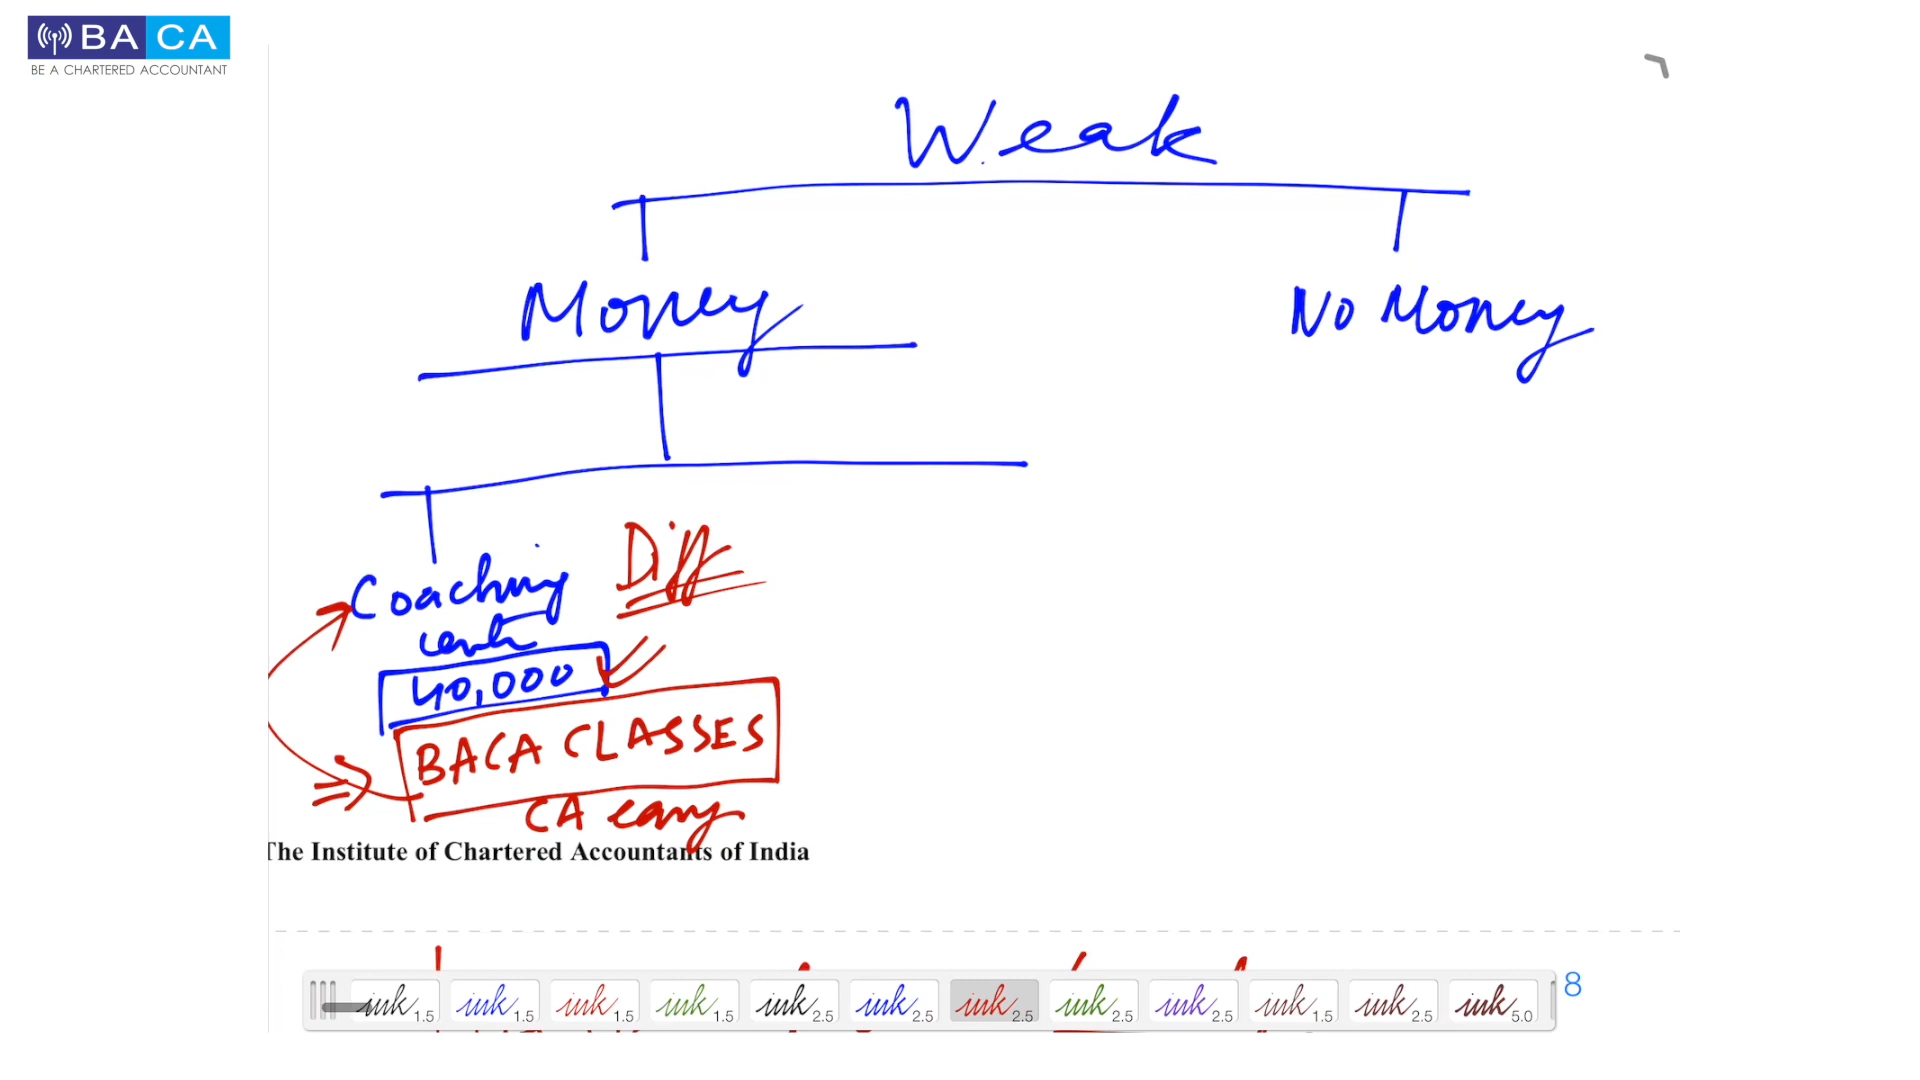 BA CA
BE A CHARTERED ACCOUNTANT
Weak
Money
No Money
Coaching
Diff
40,000
BACA CLASSES
CA easy
The Institute of Chartered Accountants of India
ink 1.5 ink 1.5 ink 1.5 ink 1.5 ink 2.5 ink 2.5 ink 2.5 ink 2.5 ink 2.5 ink 1.5 ink 2.5 ink 5.0
8